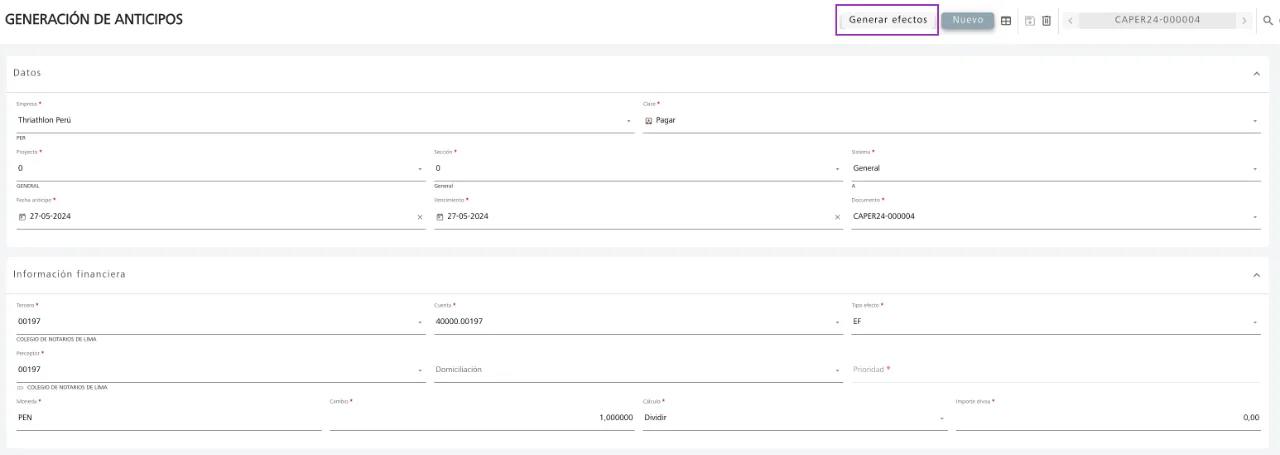 GENERACIÓN DE ANTICIPOS
Generar efectos
Nuevo
CAPER24-000004
Datos
Empresa *
Clase *
Thriathlon Perú
Pagar
PER
Proyecto *
Sección *
Sistema *
0
0
General
GENERAL
General
A
Fecha anticipo *
Vencimiento *
Documento *
27-05-2024
27-05-2024
CAPER24-000004
Información financiera
Tercero *
Cuenta *
Tipo efecto *
00197
40000.00197
EF
COLEGIO DE NOTARIOS DE LIMA
Perceptor *
00197
Domiciliación
Prioridad *
COLEGIO DE NOTARIOS DE LIMA
Moneda *
Cambio *
Cálculo *
Importe divisa *
PEN
1,000000
Dividir
0,00